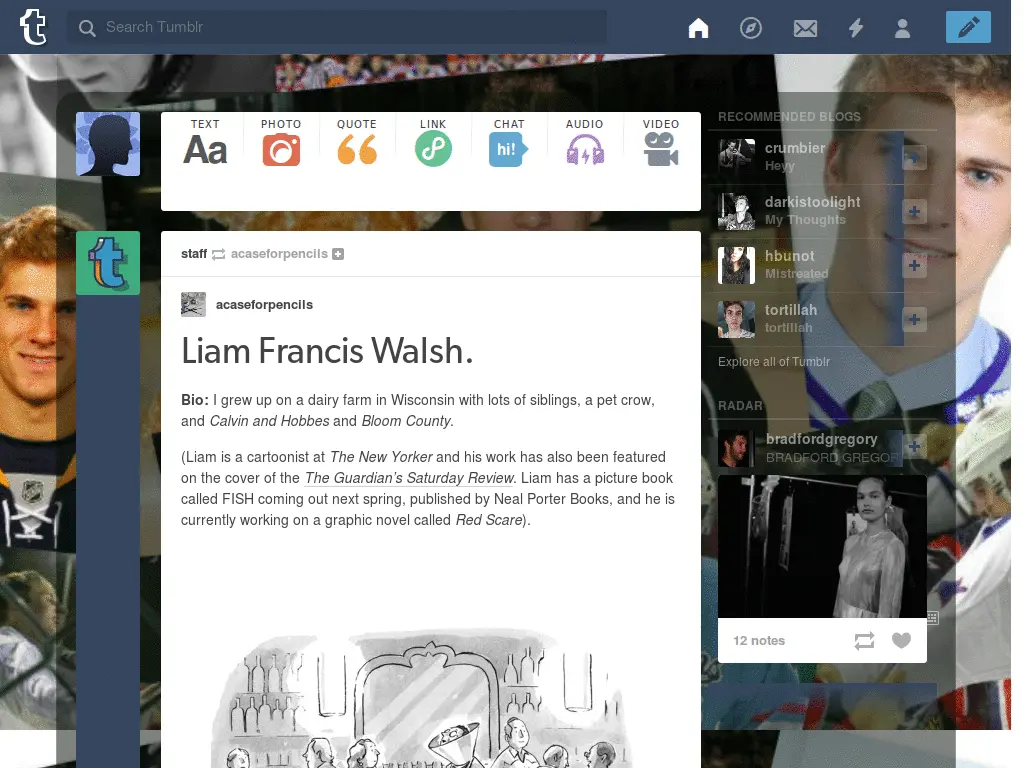 Search Tumblr
TEXT
PHOTO
QUOTE
LINK
CHAT
AUDIO
VIDEO
Aa
hi!
staff acaseforpencils
acaseforpencils
Liam Francis Walsh.
Bio: I grew up on a dairy farm in Wisconsin with lots of siblings, a pet crow,
and Calvin and Hobbes and Bloom County.
(Liam is a cartoonist at The New Yorker and his work has also been featured
on the cover of the The Guardian’s Saturday Review. Liam has a picture book
called FISH coming out next spring, published by Neal Porter Books, and he is
currently working on a graphic novel called Red Scare).
RECOMMENDED BLOGS
crumbier
Heyy
darkistoolight
My Thoughts
hbunot
Mistreated
tortillah
tortillah
Explore all of Tumblr
RADAR
bradfordgregory
BRADFORD GREGOR
12 notes